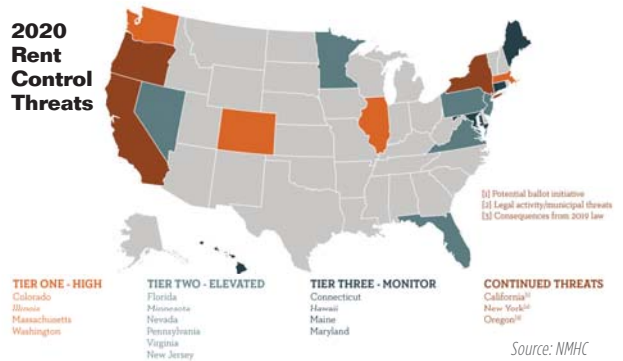 2020
Rent
Control
Threats
[1] Potential ballot initiative
[2] Legal activity/municipal threats
[3] Consequences from 2019 law
TIER ONE - HIGH
Colorado
Illinois
Massachusetts
Washington
TIER TWO - ELEVATED
Florida
Minnesota
Nevada
Pennsylvania
Virginia
New Jersey
TIER THREE - MONITOR
Connecticut
Hawaii
Maine
Maryland
CONTINUED THREATS
California[1]
New York[2]
Oregon[3]
Source: NMHC